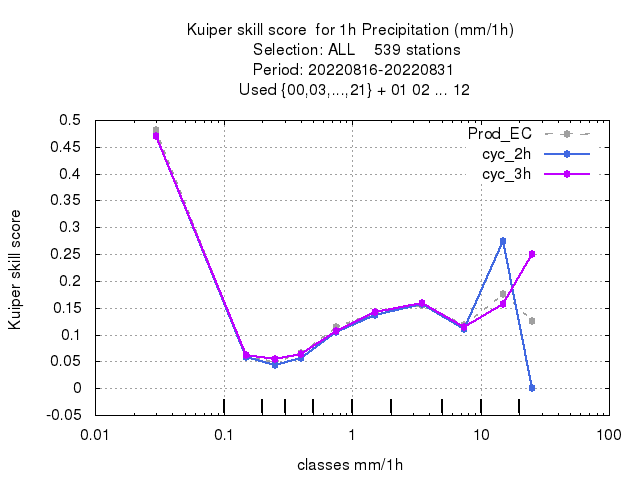 Kuiper skill score  for 1h Precipitation (mm/1h)
Selection: ALL    539 stations
Period: 20220816-20220831
Used {00,03,...,21} + 01 02 ... 12
Prod_EC
cyc_2h
cyc_3h
0.5
0.45
0.4
0.35
0.3
0.25
0.2
0.15
0.1
0.05
0
-0.05
Kuiper skill score
0.01 0.1 1 10 100
classes mm/1h